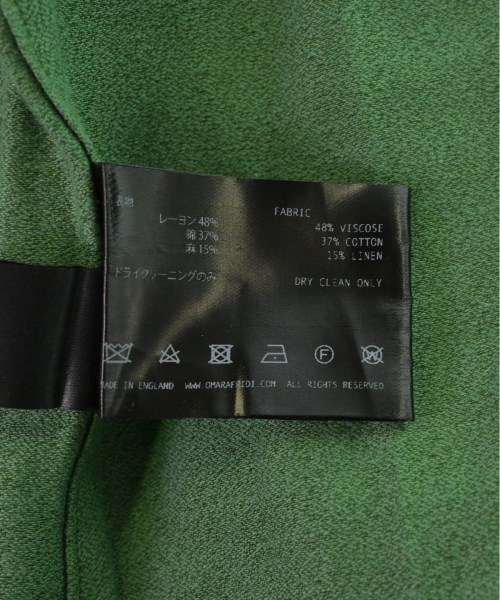 表地
レーヨン48%
綿37%
麻15%
ドライクリーニングのみ
FABRIC
48% VISCOSE
37% COTTON
15% LINEN
DRY CLEAN ONLY
F
W
MADE IN ENGLAND WWW.OMARAFRIDI.COM ALL RIGHTS RESERVED